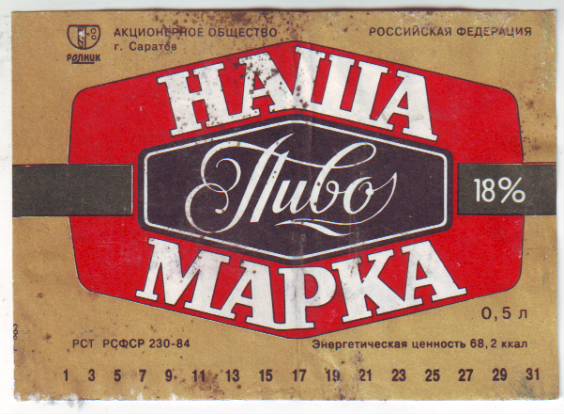 РОДНИК
АКЦИОНЕРНОЕ ОБЩЕСТВО
г. Саратов
РОССИЙСКАЯ ФЕДЕРАЦИЯ
НАША
Пиво
18%
МАРКА
0,5 л
РСТ РСФСР 230-84
Энергетическая ценность 68,2 ккал
1 3 5 7 9 11 13 15 17 19 21 23 25 27 29 31